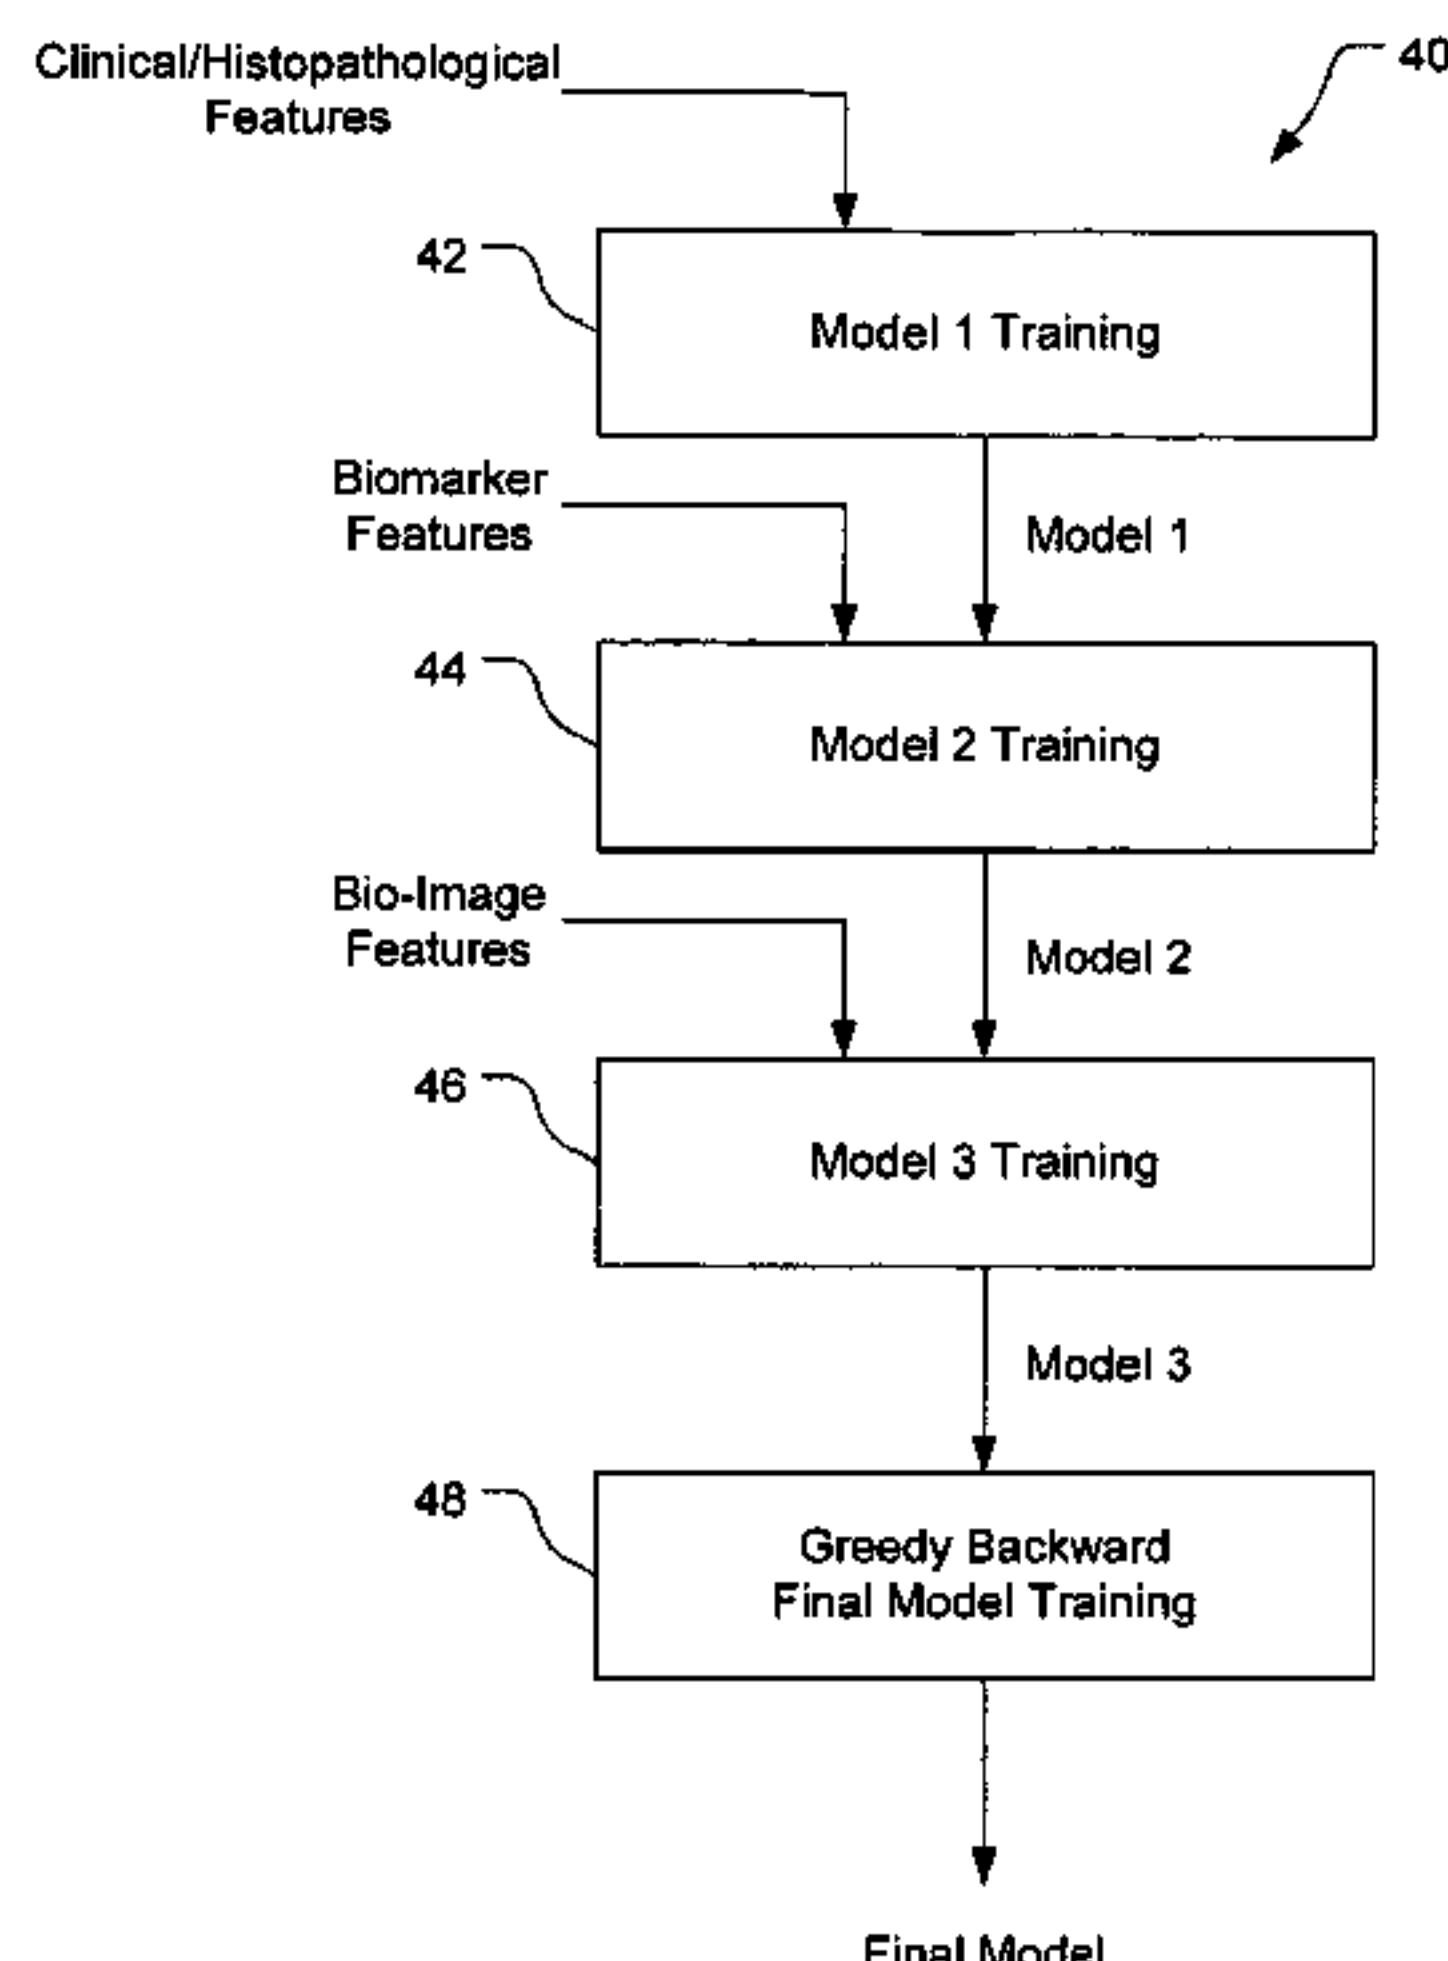 Clinical/Histopathological
Features
40
42
Model 1 Training
Biomarker
Features
Model 1
44
Model 2 Training
Bio-Image
Features
Model 2
46
Model 3 Training
Model 3
48
Greedy Backward
Final Model Training
Final Model